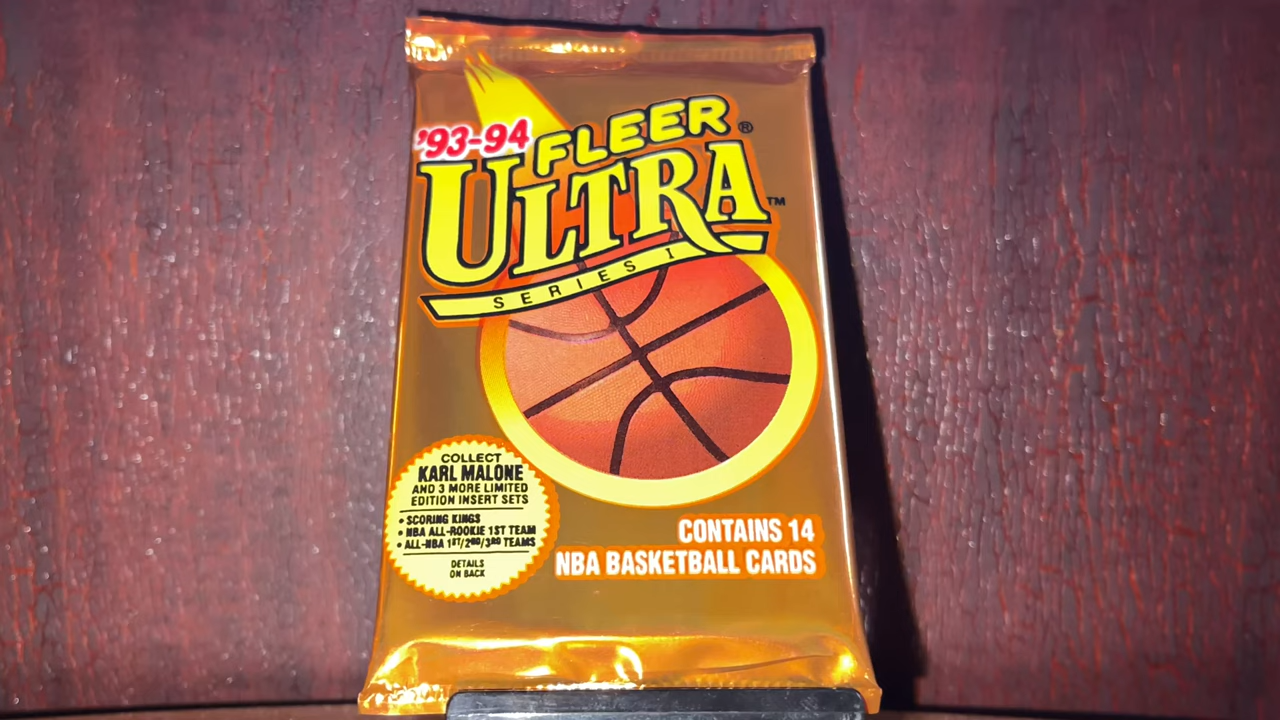 '93-94
FLEER®
ULTRA™
SERIES I
COLLECT
KARL MALONE
AND 3 MORE LIMITED
EDITION INSERT SETS
• SCORING KINGS
• NBA ALL-ROOKIE 1ST TEAM
• ALL-NBA 1ST/2ND/3RD TEAMS
DETAILS
ON BACK
CONTAINS 14
NBA BASKETBALL CARDS